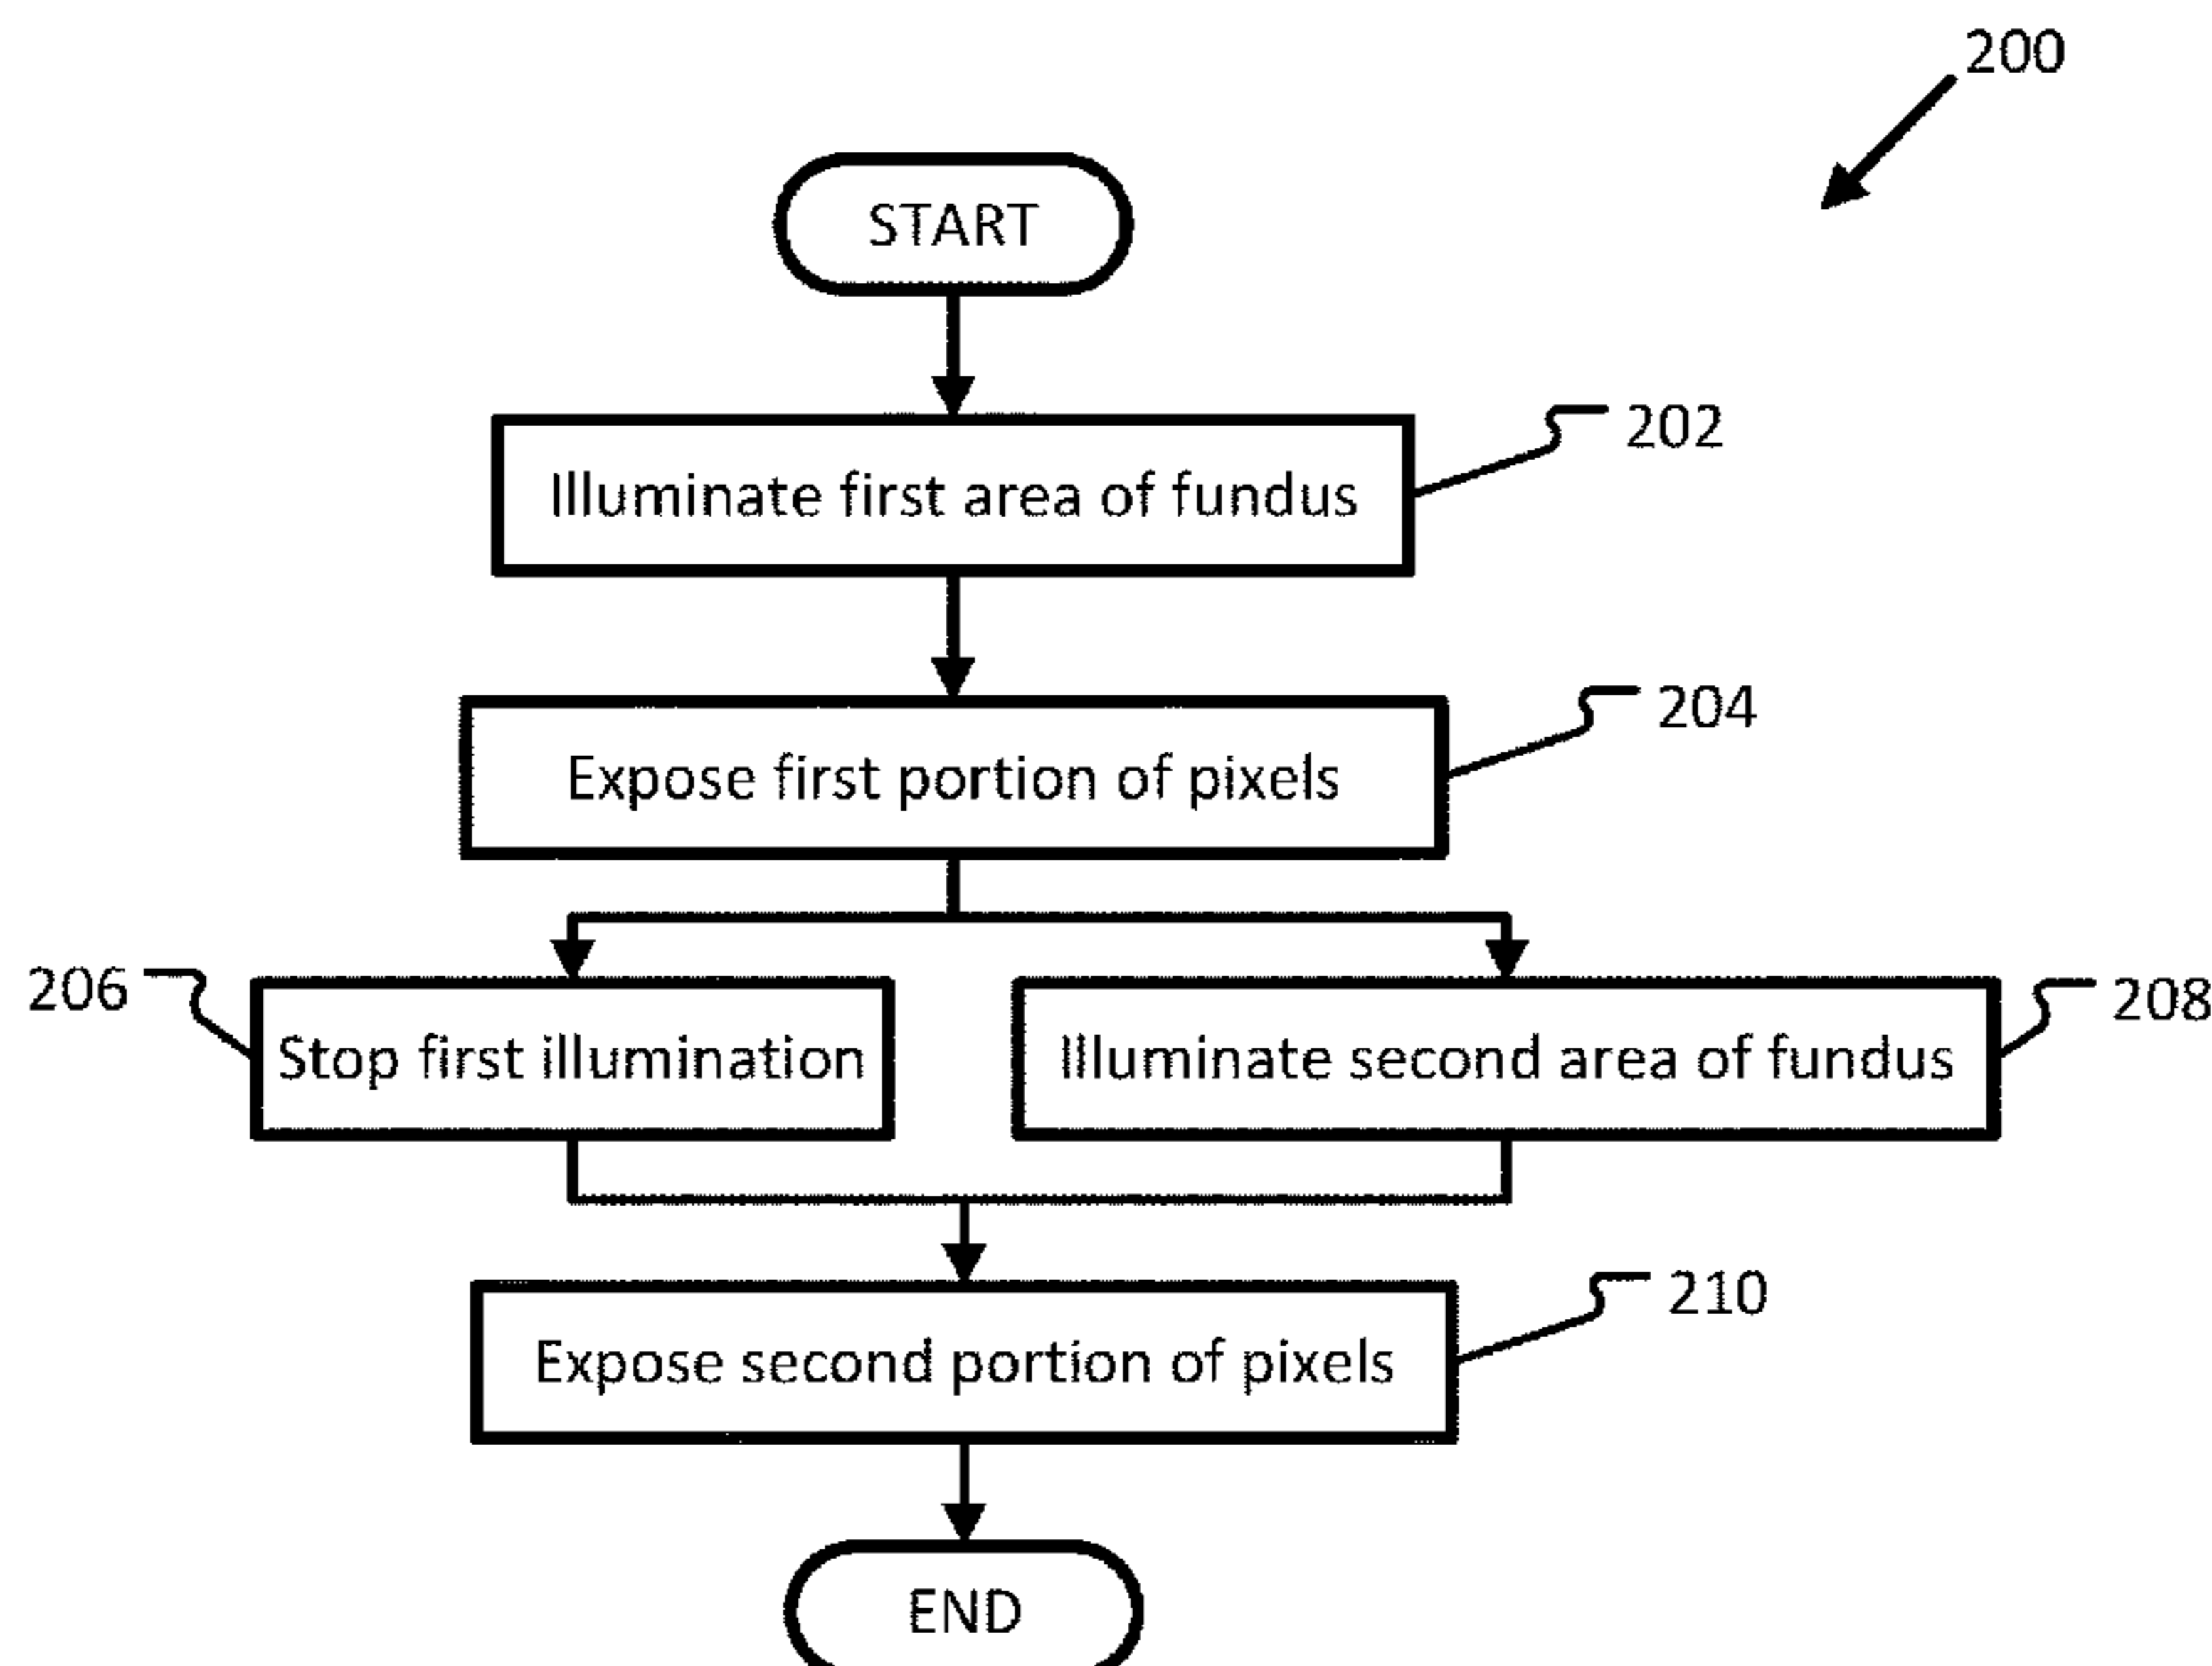 200
START
Illuminate first area of fundus
202
Expose first portion of pixels
204
206
Stop first illumination
Illuminate second area of fundus
208
Expose second portion of pixels
210
END